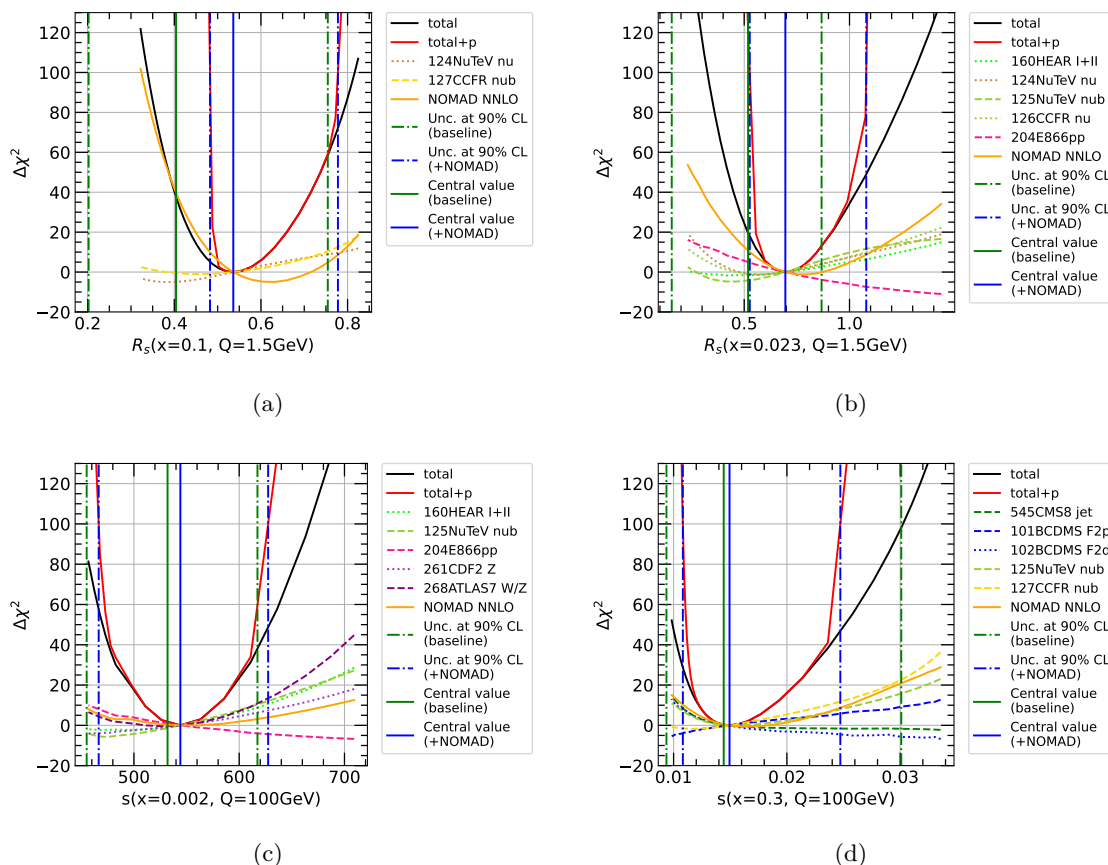 120
100
80
60
40
20
0
−20
Δχ²
0.2 0.4 0.6 0.8
R_s(x=0.1, Q=1.5GeV)
total
total+p
124NuTeV nu
127CCFR nub
NOMAD NNLO
Unc. at 90% CL
(baseline)
Unc. at 90% CL
(+NOMAD)
Central value
(baseline)
Central value
(+NOMAD)
(a)
120
100
80
60
40
20
0
−20
Δχ²
0.5 1.0
R_s(x=0.023, Q=1.5GeV)
total
total+p
160HEAR I+II
124NuTeV nu
125NuTeV nub
126CCFR nu
204E866pp
NOMAD NNLO
Unc. at 90% CL
(baseline)
Unc. at 90% CL
(+NOMAD)
Central value
(baseline)
Central value
(+NOMAD)
(b)
120
100
80
60
40
20
0
−20
Δχ²
500 600 700
s(x=0.002, Q=100GeV)
total
total+p
160HEAR I+II
125NuTeV nub
204E866pp
261CDF2 Z
268ATLAS7 W/Z
NOMAD NNLO
Unc. at 90% CL
(baseline)
Unc. at 90% CL
(+NOMAD)
Central value
(baseline)
Central value
(+NOMAD)
(c)
120
100
80
60
40
20
0
−20
Δχ²
0.01 0.02 0.03
s(x=0.3, Q=100GeV)
total
total+p
545CMS8 jet
101BCDMS F2p
102BCDMS F2d
125NuTeV nub
127CCFR nub
NOMAD NNLO
Unc. at 90% CL
(baseline)
Unc. at 90% CL
(+NOMAD)
Central value
(baseline)
Central value
(+NOMAD)
(d)